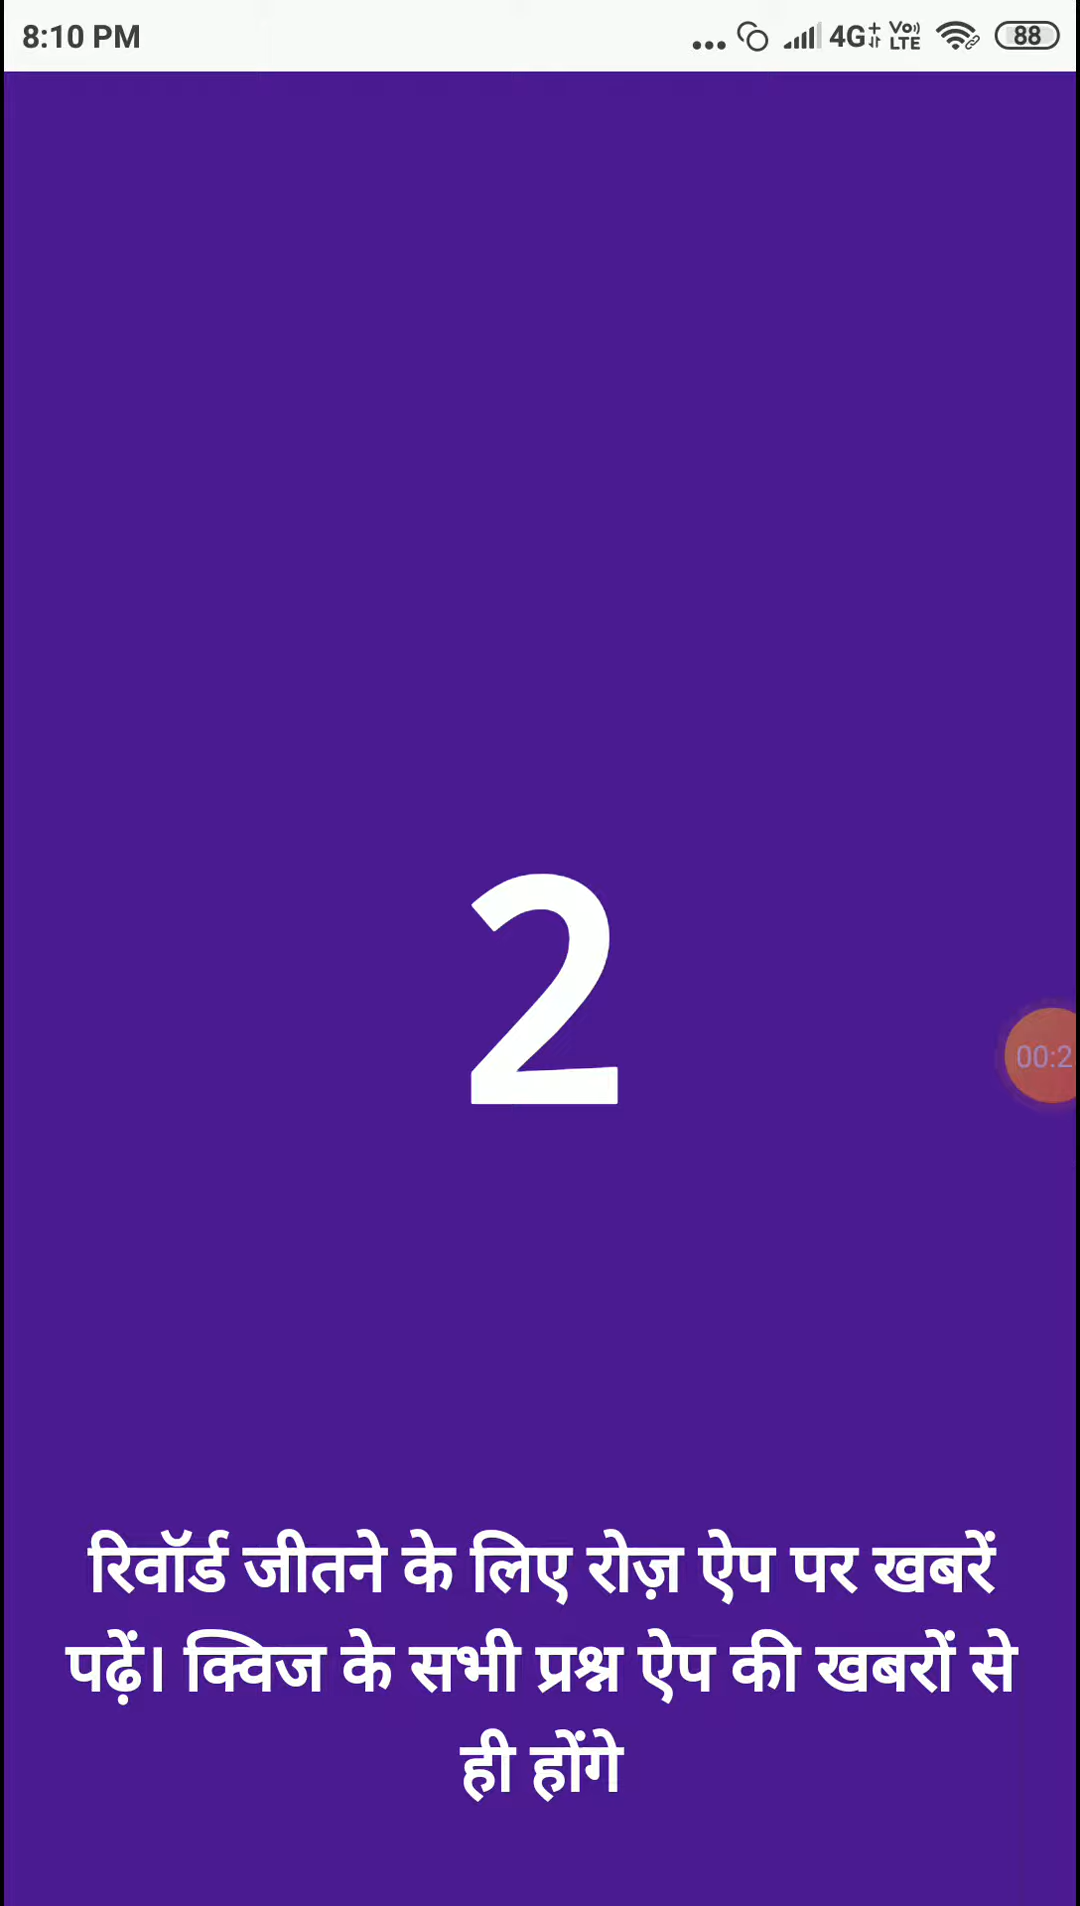 8:10 PM
4G+ VoLTE 88
2
00:2
रिवॉर्ड जीतने के लिए रोज़ ऐप पर खबरें
पढ़ें। क्विज के सभी प्रश्न ऐप की खबरों से
ही होंगे